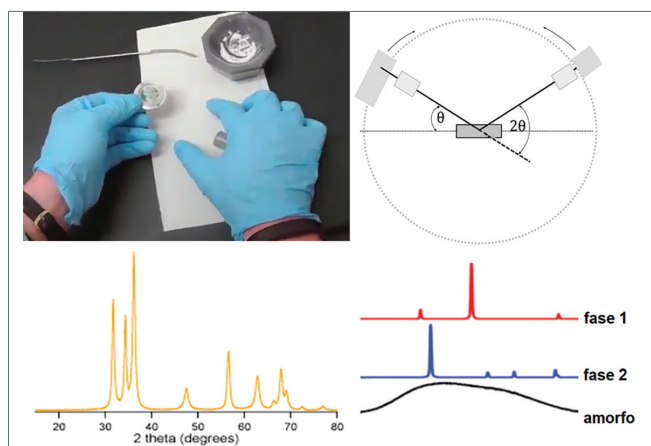 θ
2θ
fase 1
fase 2
amorfo
20 30 40 50 60 70 80
2 theta (degrees)